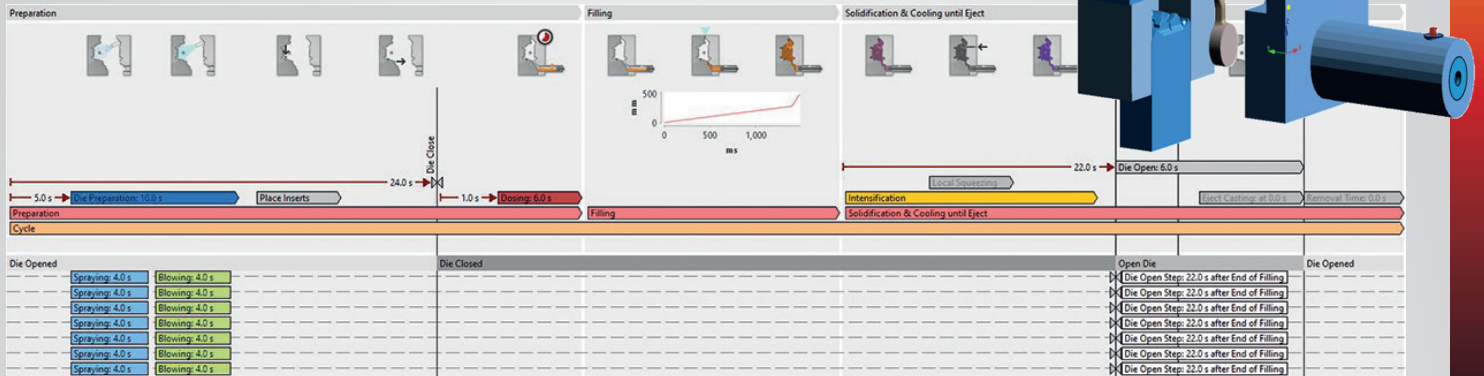 Preparation
Filling
Solidification & Cooling until Eject
500
mm
0
0 500 1,000
ms
Die Close
24.0 s
22.0 s
Die Open: 6.0 s
Local Squeezing
5.0 s
Die Preparation: 10.0 s
Place Inserts
1.0 s
Dosing: 6.0 s
Intensification
Eject Casting: at 0.0 s
Removal Time: 0.0 s
Preparation
Filling
Solidification & Cooling until Eject
Cycle
Die Opened
Die Closed
Open Die
Die Opened
Spraying: 4.0 s Blowing: 4.0 s Die Open Step: 22.0 s after End of Filling
Spraying: 4.0 s Blowing: 4.0 s Die Open Step: 22.0 s after End of Filling
Spraying: 4.0 s Blowing: 4.0 s Die Open Step: 22.0 s after End of Filling
Spraying: 4.0 s Blowing: 4.0 s Die Open Step: 22.0 s after End of Filling
Spraying: 4.0 s Blowing: 4.0 s Die Open Step: 22.0 s after End of Filling
Spraying: 4.0 s Blowing: 4.0 s Die Open Step: 22.0 s after End of Filling
Spraying: 4.0 s Blowing: 4.0 s Die Open Step: 22.0 s after End of Filling